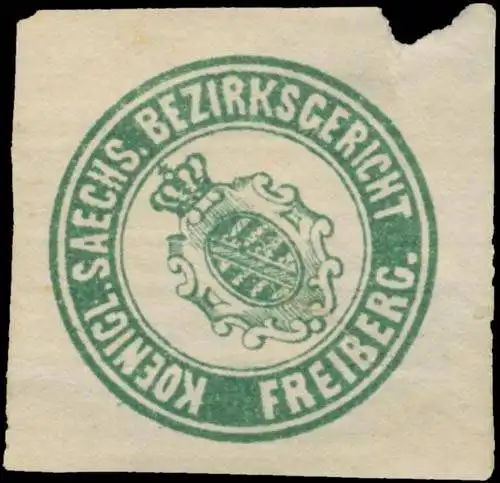 KOENIGL. SAECHS. BEZIRKSGERICHT
FREIBERG.